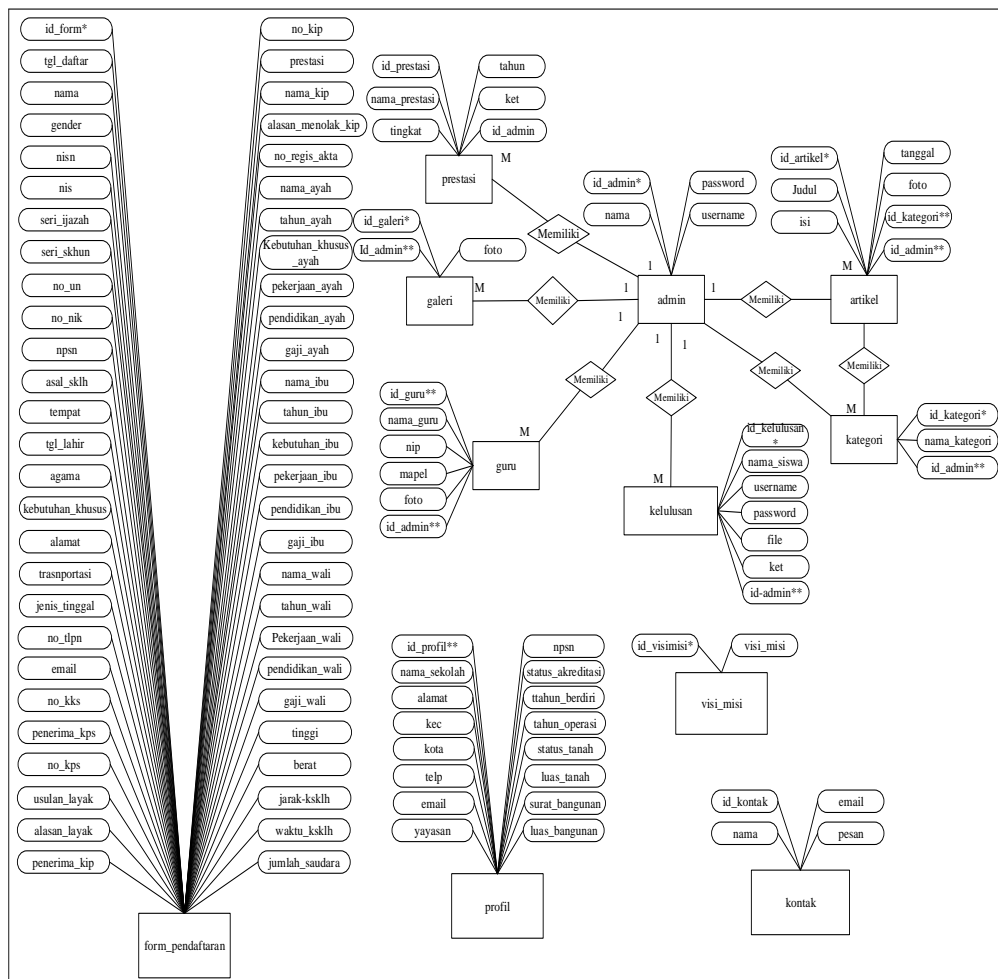 id_form*
tgl_daftar
nama
gender
nisn
nis
seri_ijazah
seri_skhun
no_un
no_nik
npsn
asal_sklh
tempat
tgl_lahir
agama
kebutuhan_khusus
alamat
trasnportasi
jenis_tinggal
no_tlpn
email
no_kks
penerima_kps
no_kps
usulan_layak
alasan_layak
penerima_kip
no_kip
prestasi
nama_kip
alasan_menolak_kip
no_regis_akta
nama_ayah
tahun_ayah
Kebutuhan_khusus
_ayah
pekerjaan_ayah
pendidikan_ayah
gaji_ayah
nama_ibu
tahun_ibu
kebutuhan_ibu
pekerjaan_ibu
pendidikan_ibu
gaji_ibu
nama_wali
tahun_wali
Pekerjaan_wali
pendidikan_wali
gaji_wali
tinggi
berat
jarak-ksklh
waktu_ksklh
jumlah_saudara
form_pendaftaran
id_prestasi
nama_prestasi
tingkat
tahun
ket
id_admin
prestasi
M
Memiliki
id_galeri*
Id_admin**
foto
galeri
M
Memiliki
1
1
1
id_admin*
nama
password
username
admin
1
Memiliki
M
id_artikel*
Judul
isi
tanggal
foto
id_kategori**
id_admin**
artikel
Memiliki
M
Memiliki
kategori
id_kategori*
nama_kategori
id_admin**
Memiliki
M
id_guru**
nama_guru
nip
mapel
foto
id_admin**
guru
1
Memiliki
M
kelulusan
id_kelulusan
*
nama_siswa
username
password
file
ket
id-admin**
id_profil**
nama_sekolah
alamat
kec
kota
telp
email
yayasan
npsn
status_akreditasi
ttahun_berdiri
tahun_operasi
status_tanah
luas_tanah
surat_bangunan
luas_bangunan
profil
id_visimisi*
visi_misi
visi_misi
id_kontak
nama
email
pesan
kontak